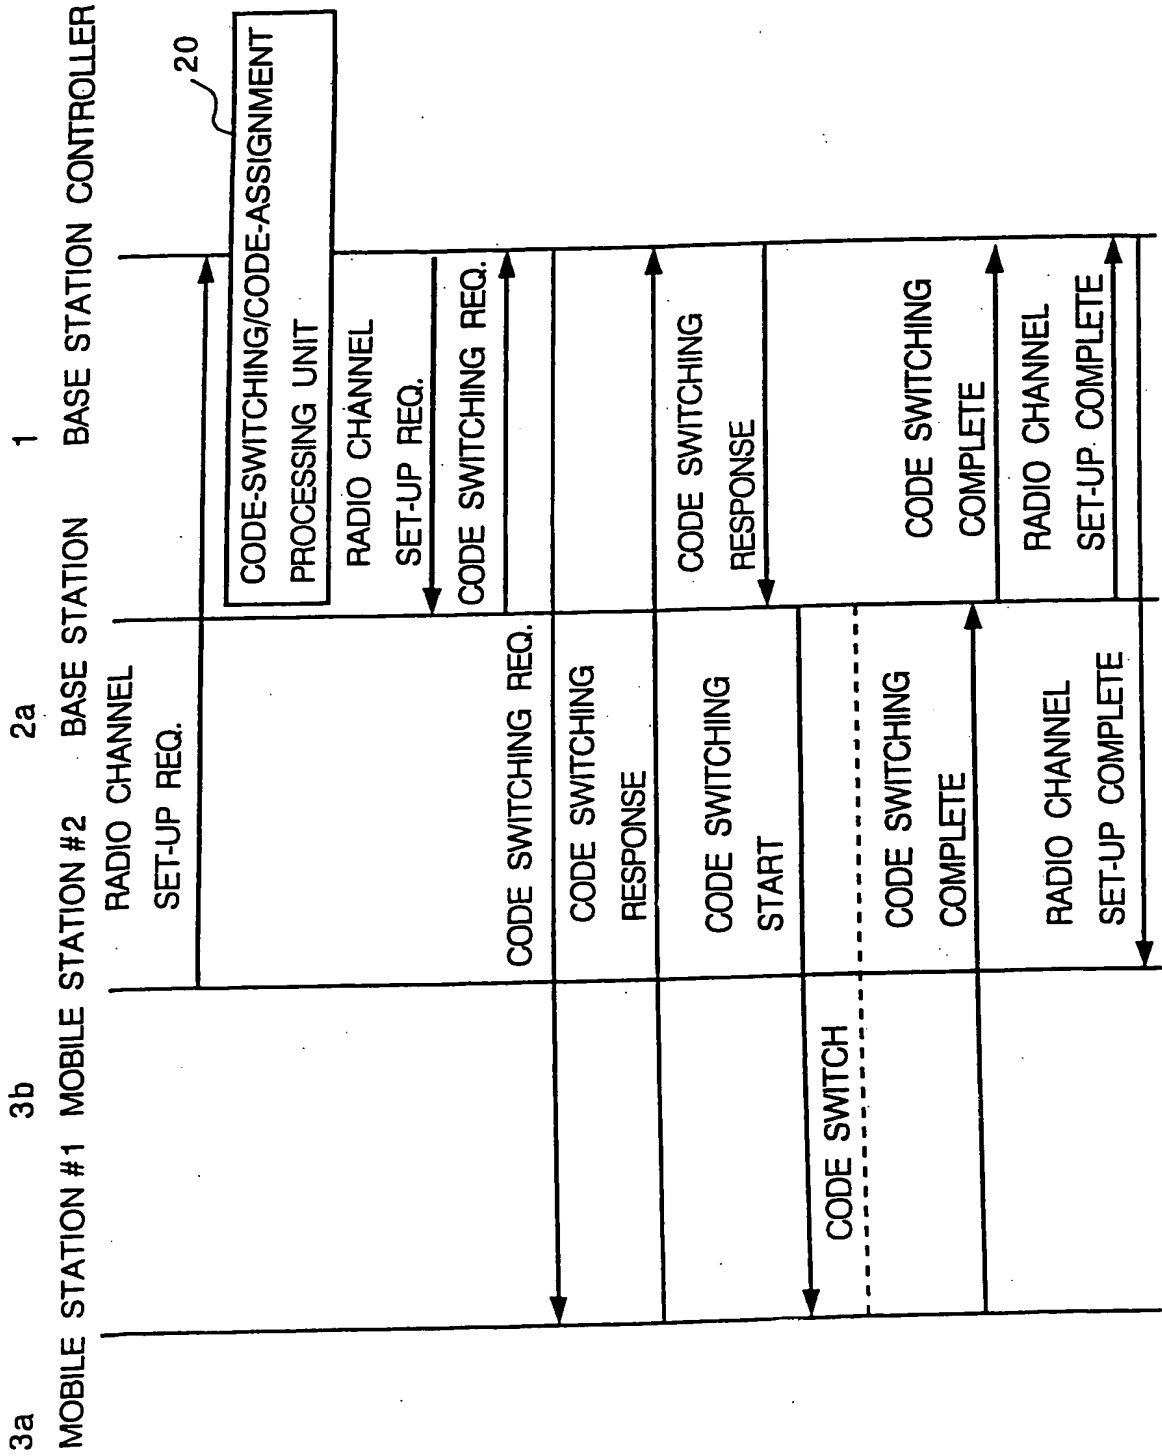 3a
3b
2a
1
MOBILE STATION #1
MOBILE STATION #2
BASE STATION
BASE STATION CONTROLLER
RADIO CHANNEL
SET-UP REQ.
20
CODE-SWITCHING/CODE-ASSIGNMENT
PROCESSING UNIT
RADIO CHANNEL
SET-UP REQ.
CODE SWITCHING REQ.
CODE SWITCHING REQ.
CODE SWITCHING
RESPONSE
CODE SWITCHING
RESPONSE
CODE SWITCHING
START
CODE SWITCH
CODE SWITCHING
COMPLETE
CODE SWITCHING
COMPLETE
RADIO CHANNEL
SET-UP COMPLETE
RADIO CHANNEL
SET-UP COMPLETE